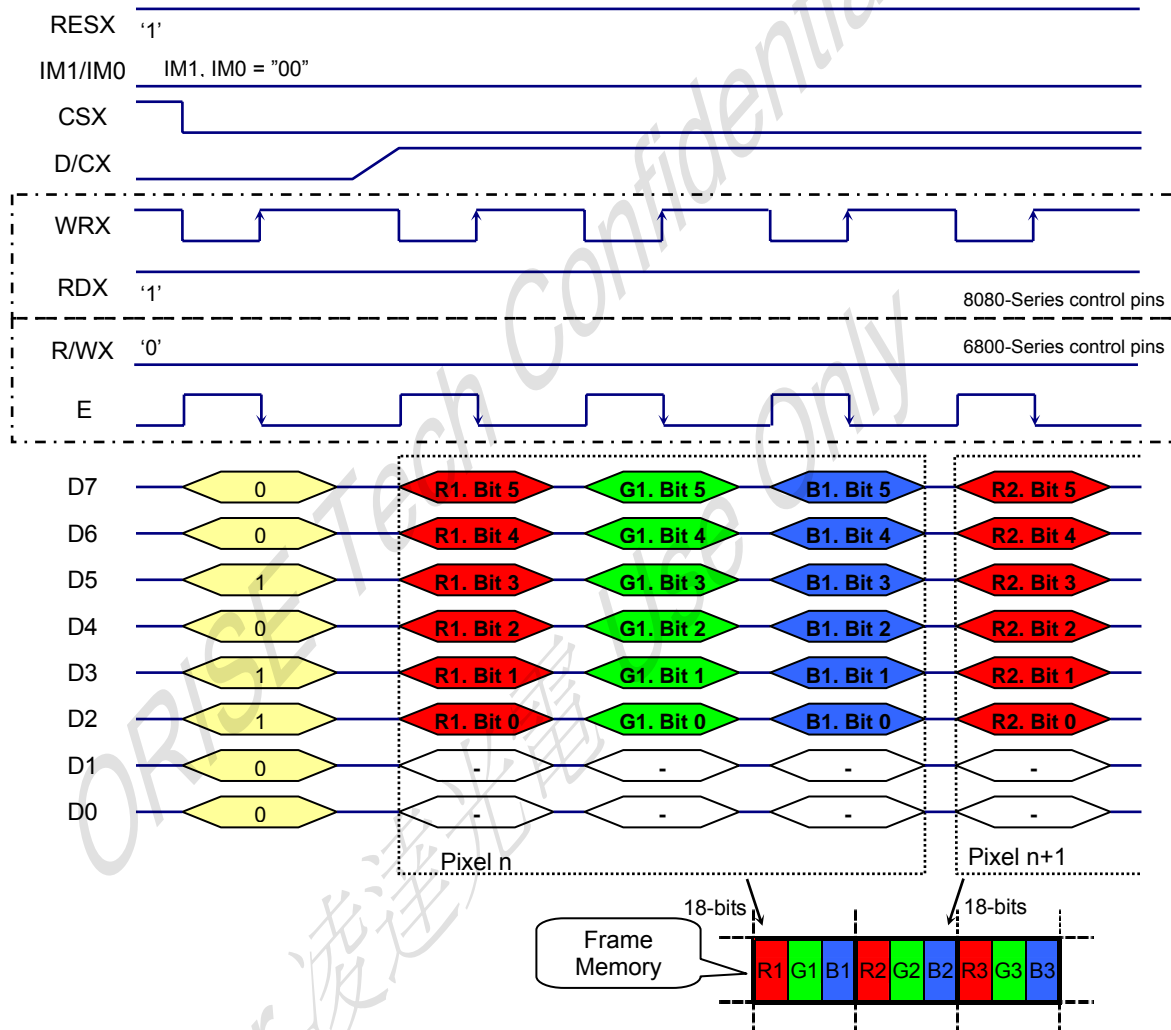 RESX '1'
IM1/IM0 IM1, IM0 = "00"
CSX
D/CX
WRX
RDX '1'
8080-Series control pins
R/WX '0'
6800-Series control pins
E
D7 0 R1. Bit 5 G1. Bit 5 B1. Bit 5 R2. Bit 5
D6 0 R1. Bit 4 G1. Bit 4 B1. Bit 4 R2. Bit 4
D5 1 R1. Bit 3 G1. Bit 3 B1. Bit 3 R2. Bit 3
D4 0 R1. Bit 2 G1. Bit 2 B1. Bit 2 R2. Bit 2
D3 1 R1. Bit 1 G1. Bit 1 B1. Bit 1 R2. Bit 1
D2 1 R1. Bit 0 G1. Bit 0 B1. Bit 0 R2. Bit 0
D1 0 - - - -
D0 0 - - - -
Pixel n Pixel n+1
18-bits 18-bits
Frame
Memory
R1 G1 B1 R2 G2 B2 R3 G3 B3
ORISE Tech Confidential
Use Only